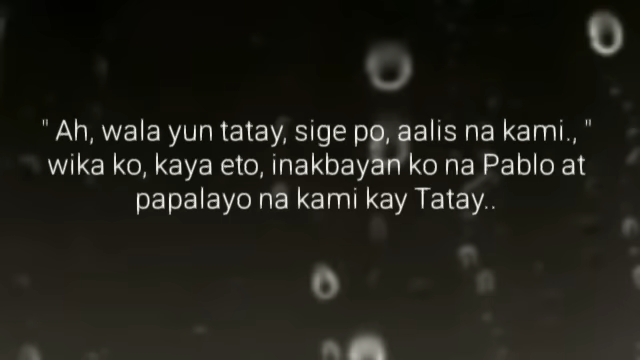 " Ah, wala yun tatay, sige po, aalis na kami., "
wika ko, kaya eto, inakbayan ko na Pablo at
papalayo na kami kay Tatay..